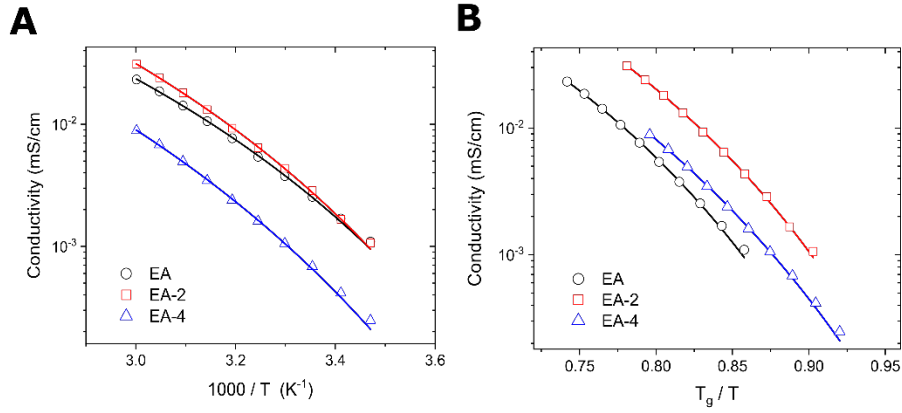 A
Conductivity (mS/cm)
10⁻²
10⁻³
EA
EA-2
EA-4
3.0 3.2 3.4 3.6
1000 / T (K⁻¹)
B
Conductivity (mS/cm)
10⁻²
10⁻³
EA
EA-2
EA-4
0.75 0.80 0.85 0.90 0.95
T_g / T